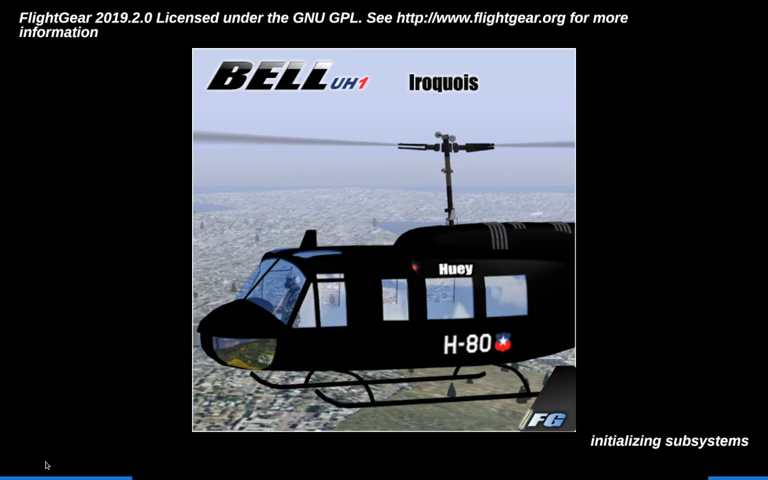 FlightGear 2019.2.0 Licensed under the GNU GPL. See http://www.flightgear.org for more
information
BELL UH1 Iroquois
Huey
H-80
FG
initializing subsystems